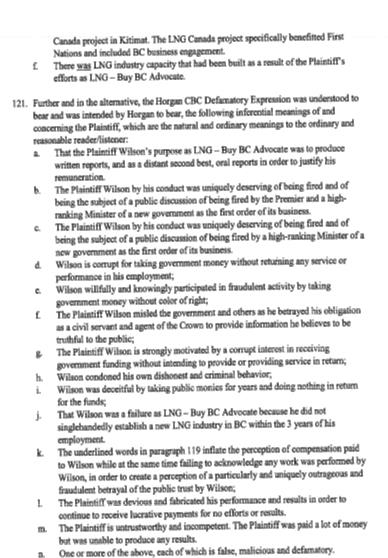 Canada project in Kitimat. The LNG Canada project specifically benefitted First
Nations and included BC business engagement.
f. There was LNG industry capacity that had been built as a result of the Plaintiff's
efforts as LNG – Buy BC Advocate.
121. Further and in the alternative, the Horgan CBC Defamatory Expression was understood to
bear and was intended by Horgan to bear, the following inferential meanings of and
concerning the Plaintiff, which are the natural and ordinary meanings to the ordinary and
reasonable reader/listener:
a. That the Plaintiff Wilson's purpose as LNG – Buy BC Advocate was to produce
written reports, and as a distant second best, oral reports in order to justify his
remuneration.
b. The Plaintiff Wilson by his conduct was uniquely deserving of being fired and of
being the subject of a public discussion of being fired by the Premier and a high-
ranking Minister of a new government as the first order of its business.
c. The Plaintiff Wilson by his conduct was uniquely deserving of being fired and of
being the subject of a public discussion of being fired by a high-ranking Minister of a
new government as the first order of its business.
d. Wilson is corrupt for taking government money without returning any service or
performance in his employment;
e. Wilson willfully and knowingly participated in fraudulent activity by taking
government money without color of right;
f. The Plaintiff Wilson misled the government and others as he betrayed his obligation
as a civil servant and agent of the Crown to provide information he believes to be
truthful to the public;
g. The Plaintiff Wilson is strongly motivated by a corrupt interest in receiving
government funding without intending to provide or providing service in return;
h. Wilson condoned his own dishonest and criminal behavior;
i. Wilson was deceitful by taking public monies for years and doing nothing in return
for the funds;
j. That Wilson was a failure as LNG – Buy BC Advocate because he did not
singlehandedly establish a new LNG industry in BC within the 3 years of his
employment.
k. The underlined words in paragraph 119 inflate the perception of compensation paid
to Wilson while at the same time failing to acknowledge any work was performed by
Wilson, in order to create a perception of a particularly and uniquely outrageous and
fraudulent betrayal of the public trust by Wilson;
l. The Plaintiff was devious and fabricated his performance and results in order to
continue to receive lucrative payments for no efforts or results.
m. The Plaintiff is untrustworthy and incompetent. The Plaintiff was paid a lot of money
but was unable to produce any results.
n. One or more of the above, each of which is false, malicious and defamatory.